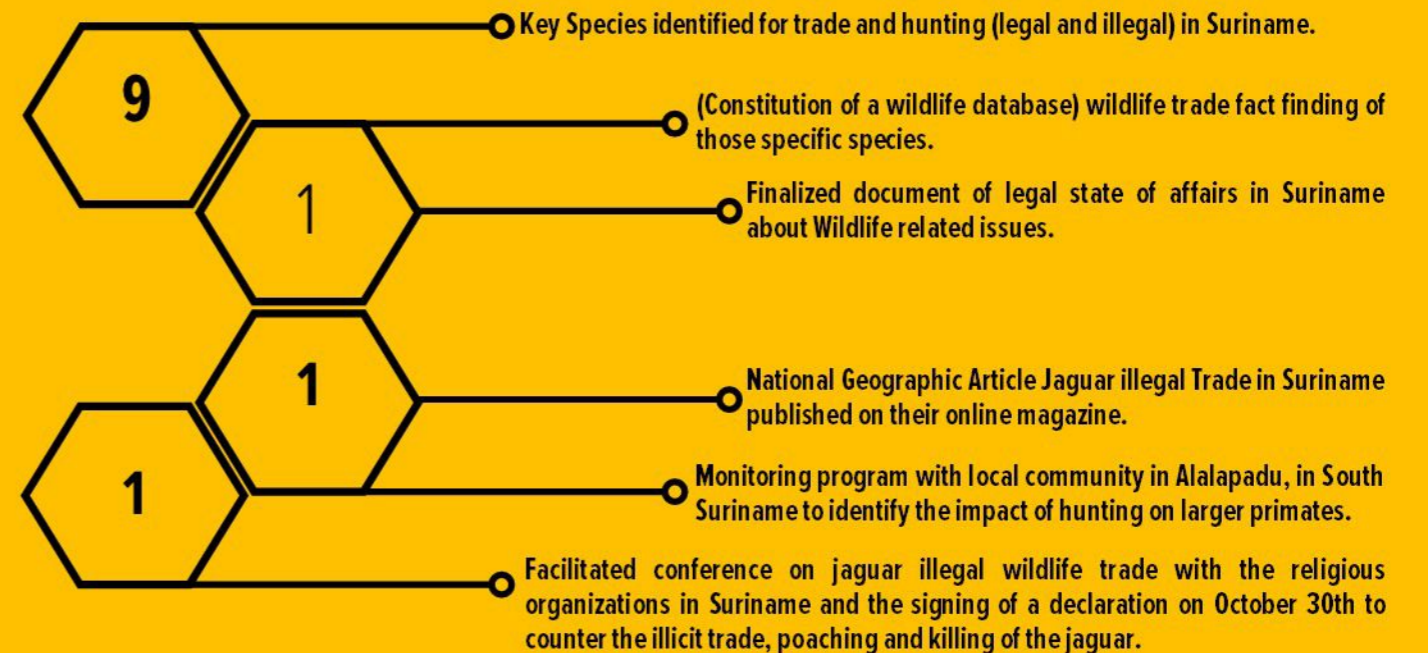 9
Key Species identified for trade and hunting (legal and illegal) in Suriname.
(Constitution of a wildlife database) wildlife trade fact finding of
those specific species.
1
Finalized document of legal state of affairs in Suriname
about Wildlife related issues.
1
National Geographic Article Jaguar illegal Trade in Suriname
published on their online magazine.
1
Monitoring program with local community in Alalapadu, in South
Suriname to identify the impact of hunting on larger primates.
Facilitated conference on jaguar illegal wildlife trade with the religious
organizations in Suriname and the signing of a declaration on October 30th to
counter the illicit trade, poaching and killing of the jaguar.